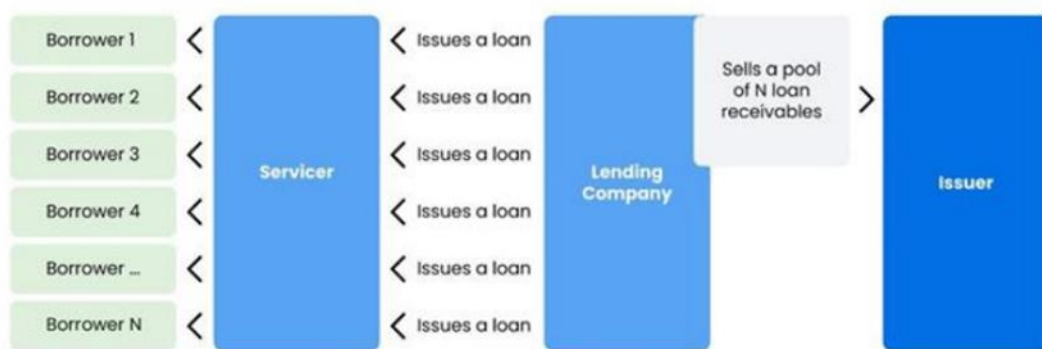 Borrower 1
Issues a loan
Borrower 2
Issues a loan
Borrower 3
Issues a loan
Borrower 4
Issues a loan
Borrower ...
Issues a loan
Borrower N
Issues a loan
Servicer
Lending
Company
Sells a pool
of N loan
receivables
Issuer